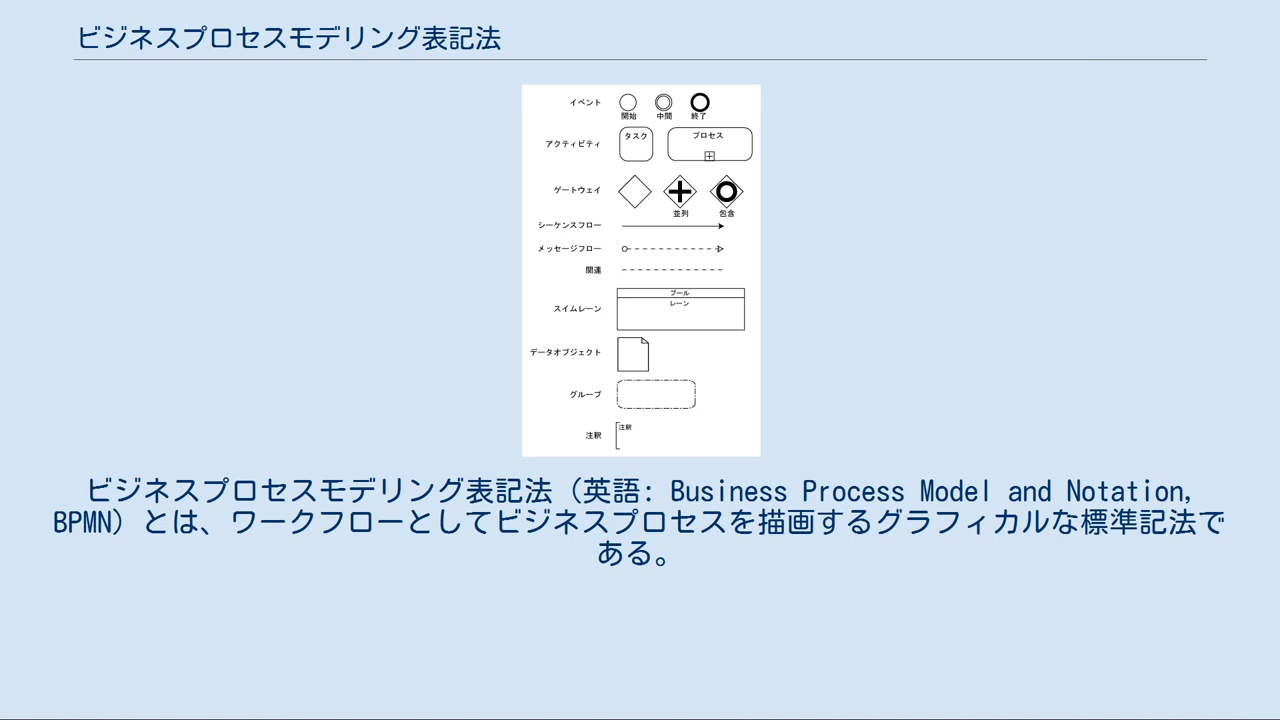 ビジネスプロセスモデリング表記法
イベント
開始 中間 終了
アクティビティ
タスク プロセス
ゲートウェイ
並列 包含
シーケンスフロー
メッセージフロー
関連
プール
レーン
スイムレーン
データオブジェクト
グループ
注釈 注釈
ビジネスプロセスモデリング表記法（英語: Business Process Model and Notation,
BPMN）とは、ワークフローとしてビジネスプロセスを描画するグラフィカルな標準記法で
ある。